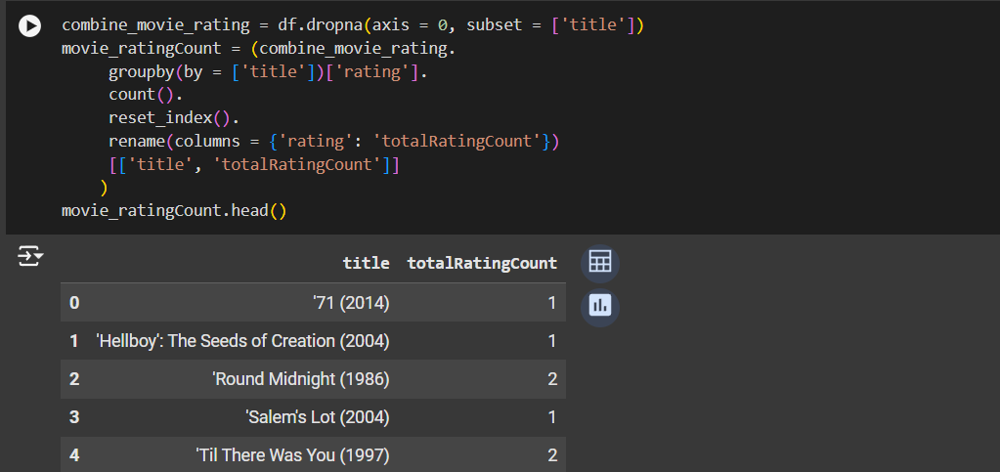 combine_movie_rating = df.dropna(axis = 0, subset = ['title'])
movie_ratingCount = (combine_movie_rating.
groupby(by = ['title'])['rating'].
count().
reset_index().
rename(columns = {'rating': 'totalRatingCount'})
[['title', 'totalRatingCount']]
)
movie_ratingCount.head()
title totalRatingCount
0 '71 (2014) 1
1 'Hellboy': The Seeds of Creation (2004) 1
2 'Round Midnight (1986) 2
3 'Salem's Lot (2004) 1
4 'Til There Was You (1997) 2